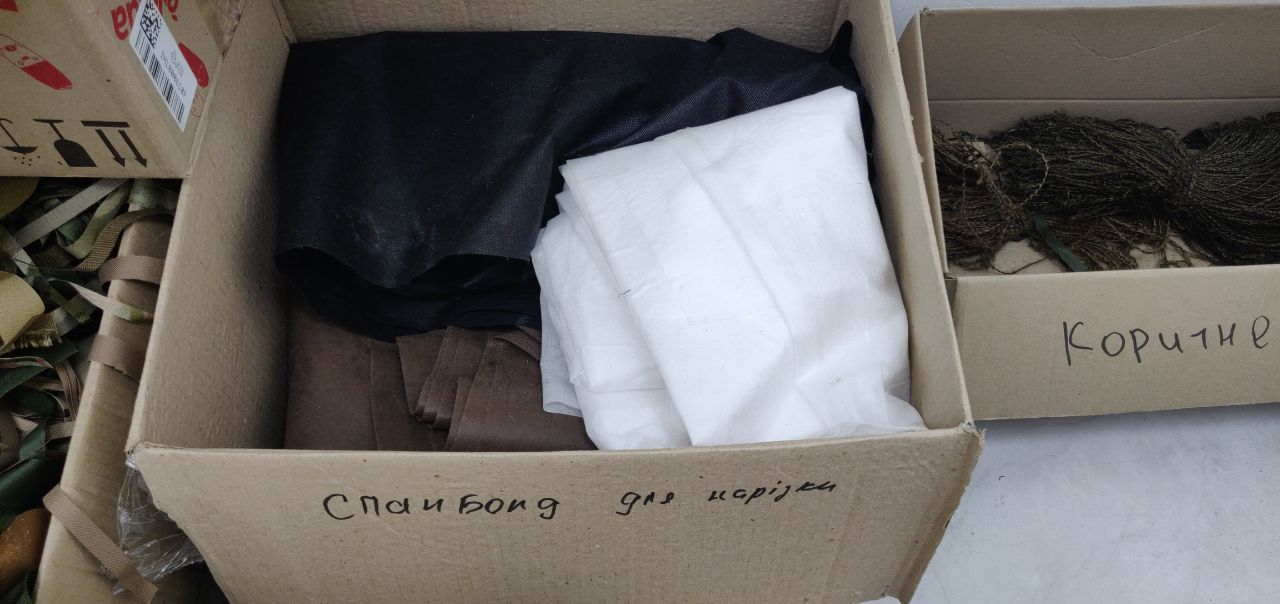 Спанбонд для нарізки
Коричне